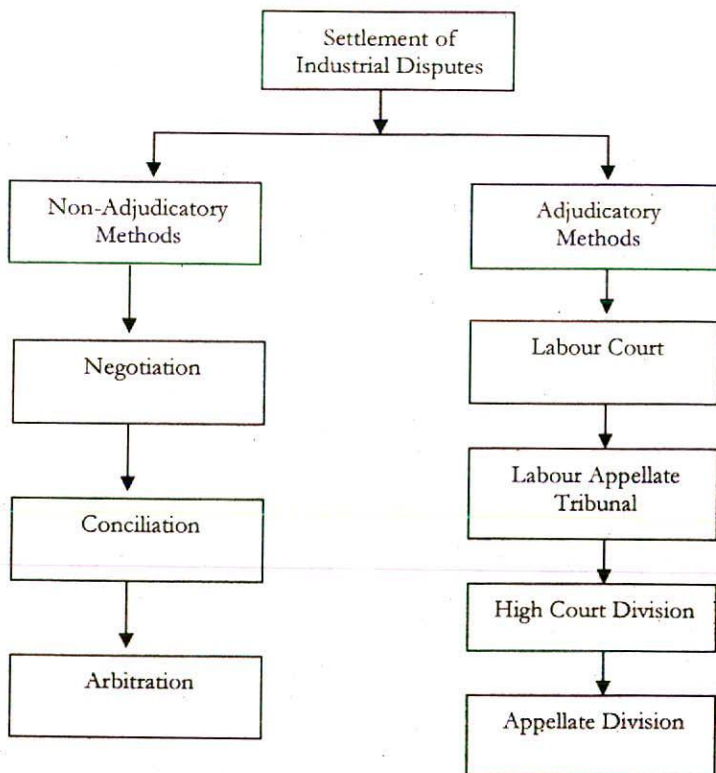 Settlement of
Industrial Disputes
Non-Adjudicatory
Methods
Adjudicatory
Methods
Negotiation
Labour Court
Conciliation
Labour Appellate
Tribunal
High Court Division
Arbitration
Appellate Division